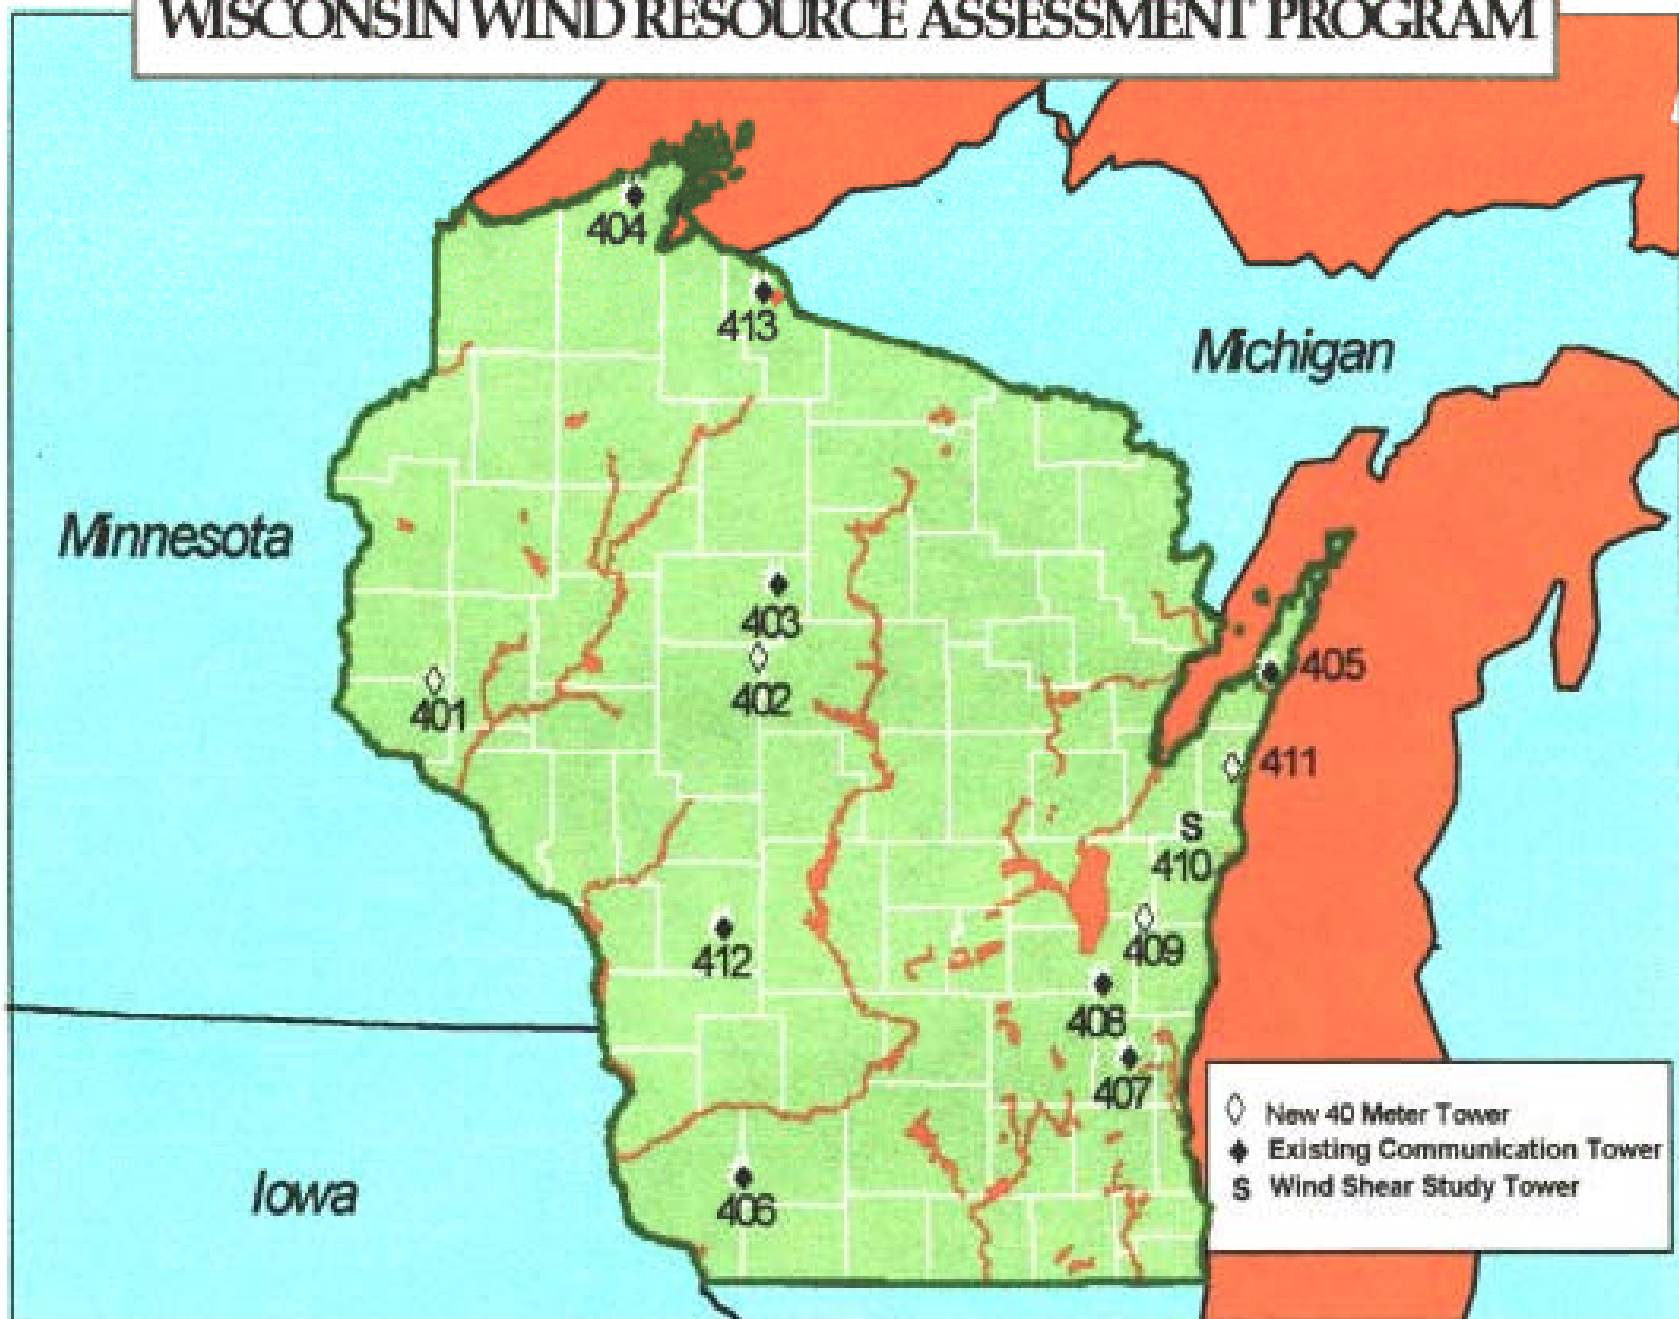 WISCONSIN WIND RESOURCE ASSESSMENT PROGRAM
404
413
Michigan
Minnesota
403
405
401
402
411
S
410
409
412
408
407
New 40 Meter Tower
Existing Communication Tower
S Wind Shear Study Tower
Iowa
406